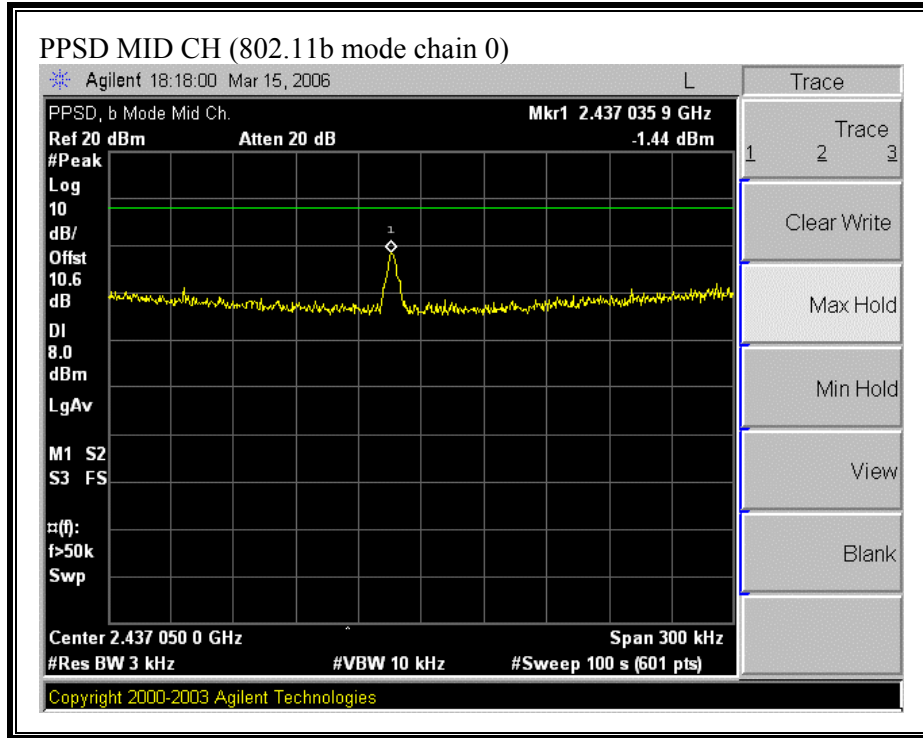 PPSD MID CH (802.11b mode chain 0)
Agilent 18:18:00 Mar 15, 2006 L
Trace
PPSD, b Mode Mid Ch. Mkr1 2.437 035 9 GHz
Ref 20 dBm Atten 20 dB -1.44 dBm
#Peak
Log
10
dB/
Offst
10.6
dB
DI
8.0
dBm
LgAv
M1 S2
S3 FS
¤(f):
f>50k
Swp
1
Center 2.437 050 0 GHz Span 300 kHz
#Res BW 3 kHz #VBW 10 kHz #Sweep 100 s (601 pts)
Trace
1 2 3
Clear Write
Max Hold
Min Hold
View
Blank
Copyright 2000-2003 Agilent Technologies